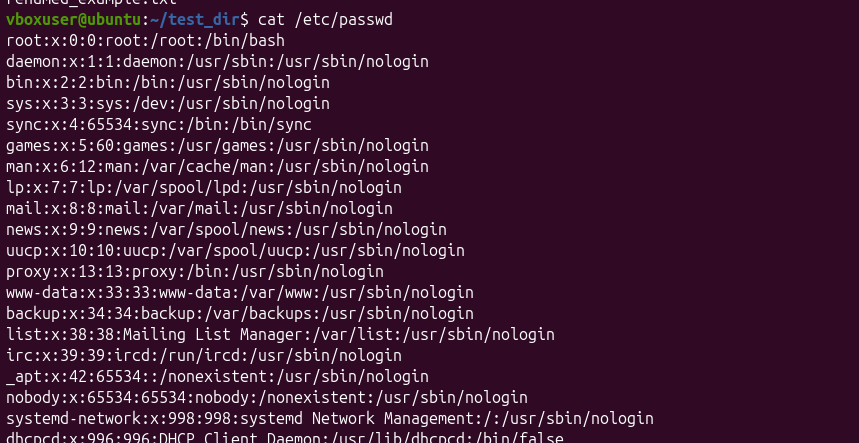 renamed_example.txt
vboxuser@ubuntu:~/test_dir$ cat /etc/passwd
root:x:0:0:root:/root:/bin/bash
daemon:x:1:1:daemon:/usr/sbin:/usr/sbin/nologin
bin:x:2:2:bin:/bin:/usr/sbin/nologin
sys:x:3:3:sys:/dev:/usr/sbin/nologin
sync:x:4:65534:sync:/bin:/bin/sync
games:x:5:60:games:/usr/games:/usr/sbin/nologin
man:x:6:12:man:/var/cache/man:/usr/sbin/nologin
lp:x:7:7:lp:/var/spool/lpd:/usr/sbin/nologin
mail:x:8:8:mail:/var/mail:/usr/sbin/nologin
news:x:9:9:news:/var/spool/news:/usr/sbin/nologin
uucp:x:10:10:uucp:/var/spool/uucp:/usr/sbin/nologin
proxy:x:13:13:proxy:/bin:/usr/sbin/nologin
www-data:x:33:33:www-data:/var/www:/usr/sbin/nologin
backup:x:34:34:backup:/var/backups:/usr/sbin/nologin
list:x:38:38:Mailing List Manager:/var/list:/usr/sbin/nologin
irc:x:39:39:ircd:/run/ircd:/usr/sbin/nologin
_apt:x:42:65534::/nonexistent:/usr/sbin/nologin
nobody:x:65534:65534:nobody:/nonexistent:/usr/sbin/nologin
systemd-network:x:998:998:systemd Network Management:/:/usr/sbin/nologin
dhcpcd:x:996:996:DHCP Client Daemon:/usr/lib/dhcpcd:/bin/false